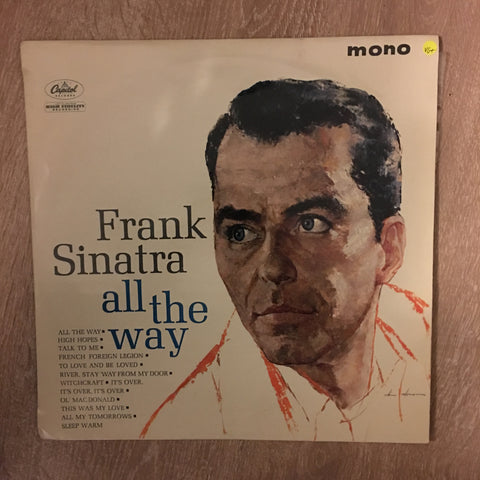 mono
VG+
Capitol
RECORDS
HIGH FIDELITY
RECORDING
Frank
Sinatra
all the
way
ALL THE WAY •
HIGH HOPES •
TALK TO ME •
FRENCH FOREIGN LEGION •
TO LOVE AND BE LOVED •
RIVER, STAY WAY FROM MY DOOR •
WITCHCRAFT • IT'S OVER,
IT'S OVER, IT'S OVER •
OL' MACDONALD •
THIS WAS MY LOVE •
ALL MY TOMORROWS •
SLEEP WARM